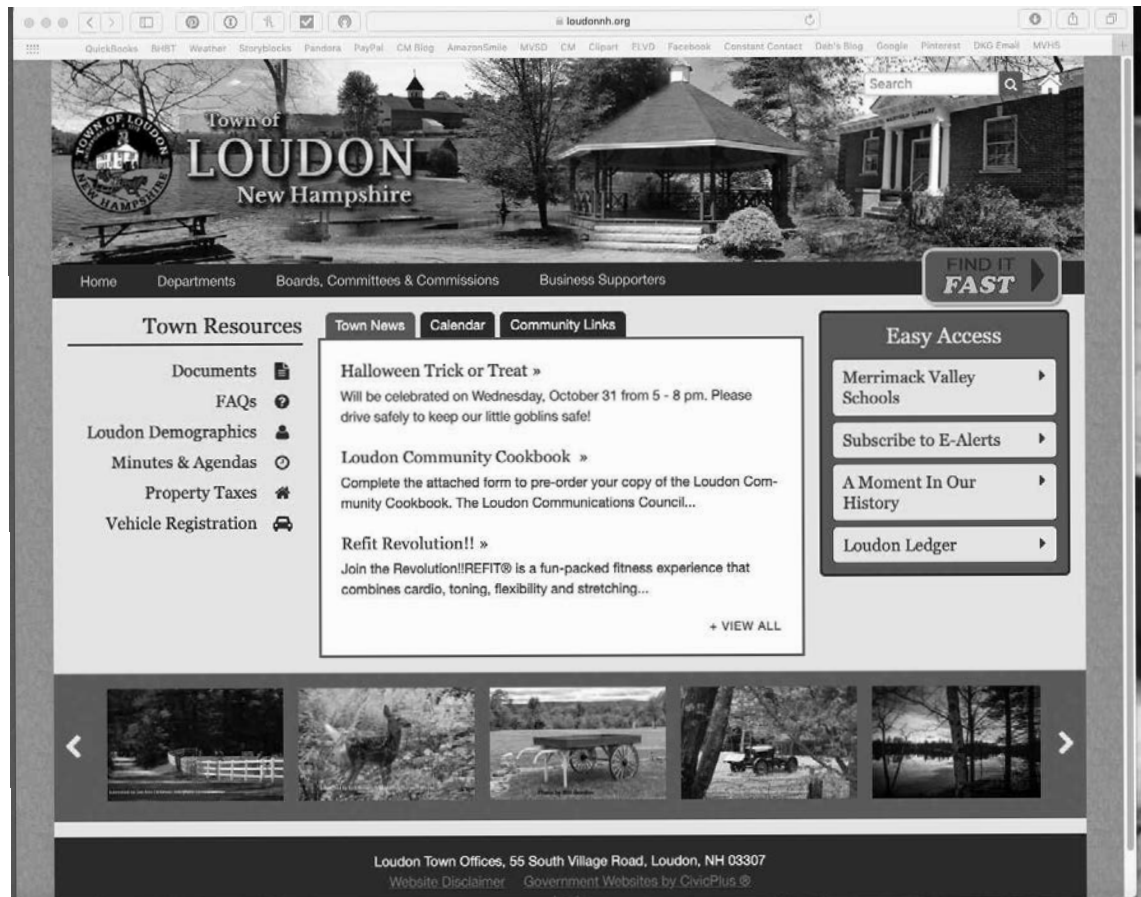 loudonnh.org
QuickBooks BHBT Weather Storyblocks Pandora PayPal CM Blog AmazonSmile MVSD CM Clipart FLVD Facebook Constant Contact Deb's Blog Google Pinterest DKG Email MVHS
Search
TOWN OF LOUDON
NEW HAMPSHIRE
Town of
LOUDON
New Hampshire
LIBRARY
Home Departments Boards, Committees & Commissions Business Supporters
FIND IT
FAST
Town Resources
Documents
FAQs
Loudon Demographics
Minutes & Agendas
Property Taxes
Vehicle Registration
Town News Calendar Community Links
Halloween Trick or Treat »
Will be celebrated on Wednesday, October 31 from 5 - 8 pm. Please
drive safely to keep our little goblins safe!
Loudon Community Cookbook »
Complete the attached form to pre-order your copy of the Loudon Com-
munity Cookbook. The Loudon Communications Council...
Refit Revolution!! »
Join the Revolution!!REFIT® is a fun-packed fitness experience that
combines cardio, toning, flexibility and stretching...
+ VIEW ALL
Easy Access
Merrimack Valley
Schools
Subscribe to E-Alerts
A Moment In Our
History
Loudon Ledger
Loudon Town Offices, 55 South Village Road, Loudon, NH 03307
Website Disclaimer Government Websites by CivicPlus ®